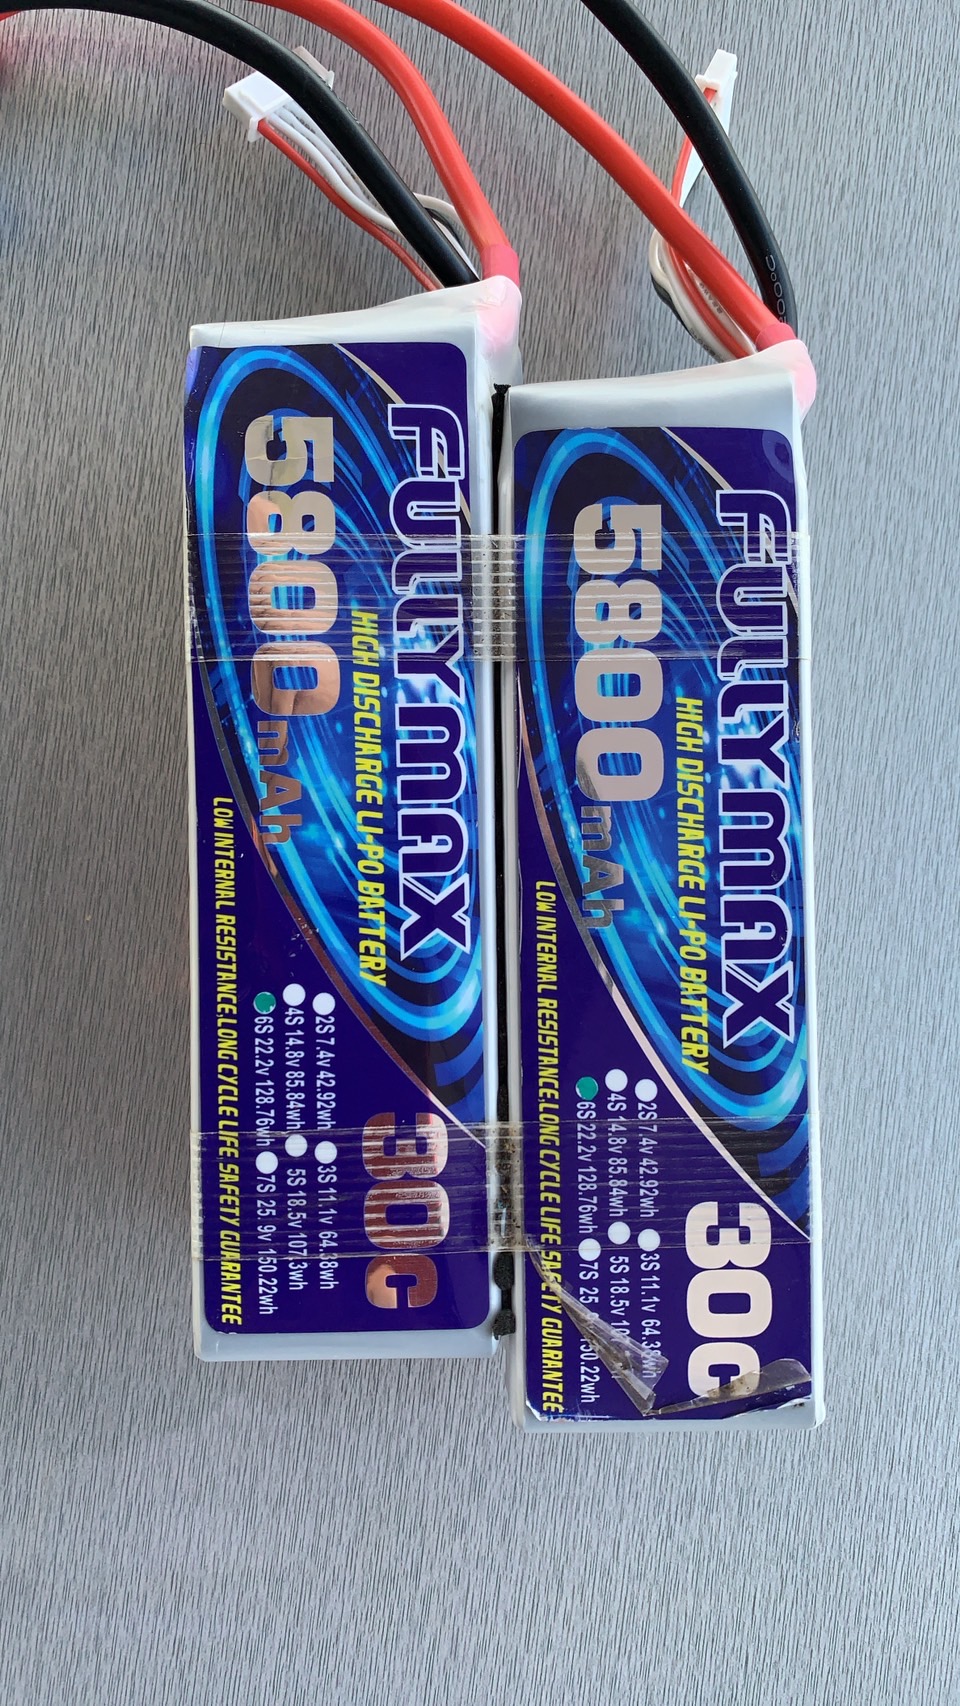 FULLYMAX
HIGH DISCHARGE LI-PO BATTERY
5800mAh
30C
2S 7.4v 42.92wh 3S 11.1v 64.38wh
4S 14.8v 85.84wh 5S 18.5v 107.3wh
6S 22.2v 128.76wh 7S 25.9v 150.22wh
LOW INTERNAL RESISTANCE,LONG CYCLE LIFE SAFETY GUARANTEE
FULLYMAX
HIGH DISCHARGE LI-PO BATTERY
5800mAh
30C
2S 7.4v 42.92wh 3S 11.1v 64.38wh
4S 14.8v 85.84wh 5S 18.5v
6S 22.2v 128.76wh 7S
LOW INTERNAL RESISTANCE,LONG CYCLE LIFE SAFETY GUARANTEE